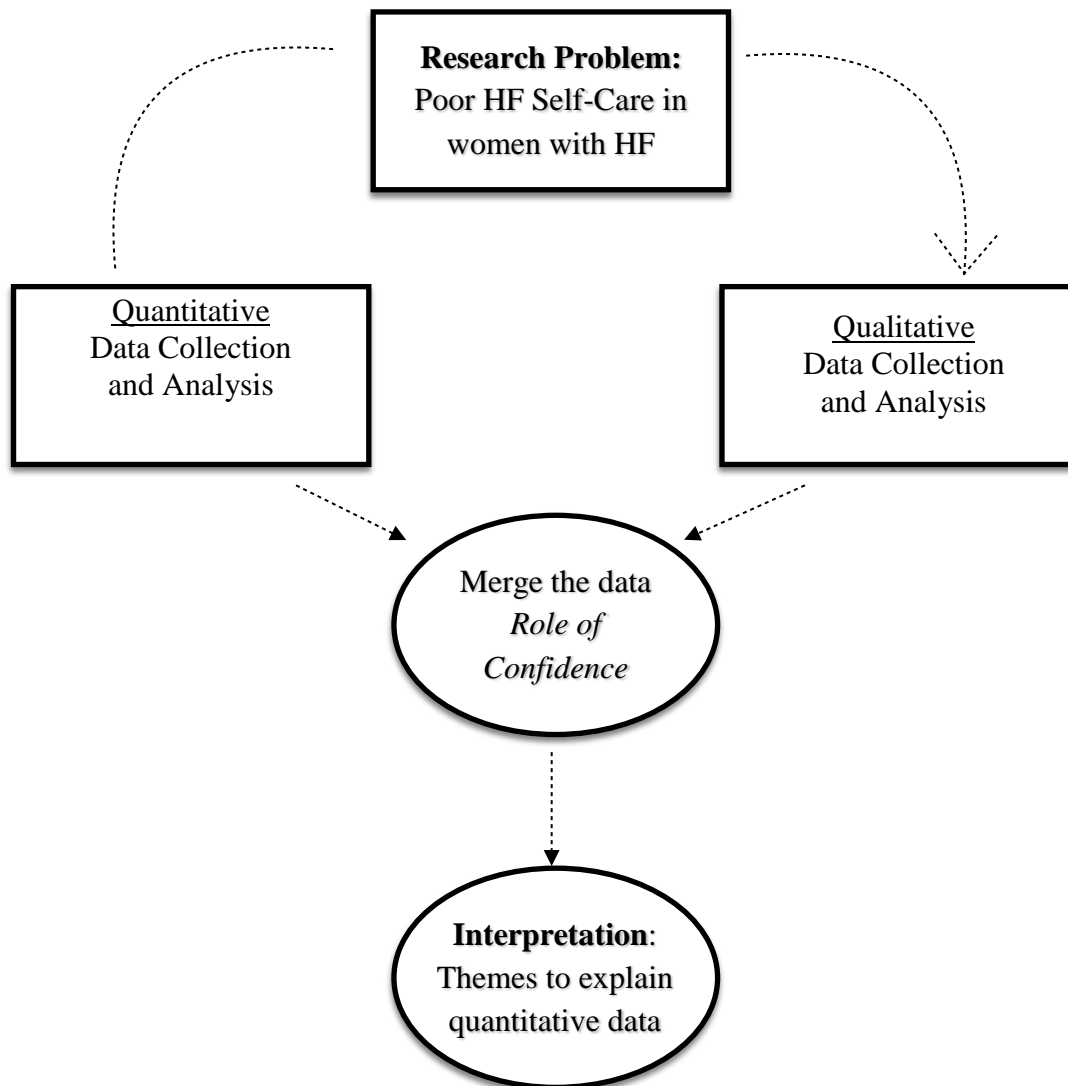 Research Problem:
Poor HF Self-Care in
women with HF
Quantitative
Data Collection
and Analysis
Qualitative
Data Collection
and Analysis
Merge the data
Role of
Confidence
Interpretation:
Themes to explain
quantitative data